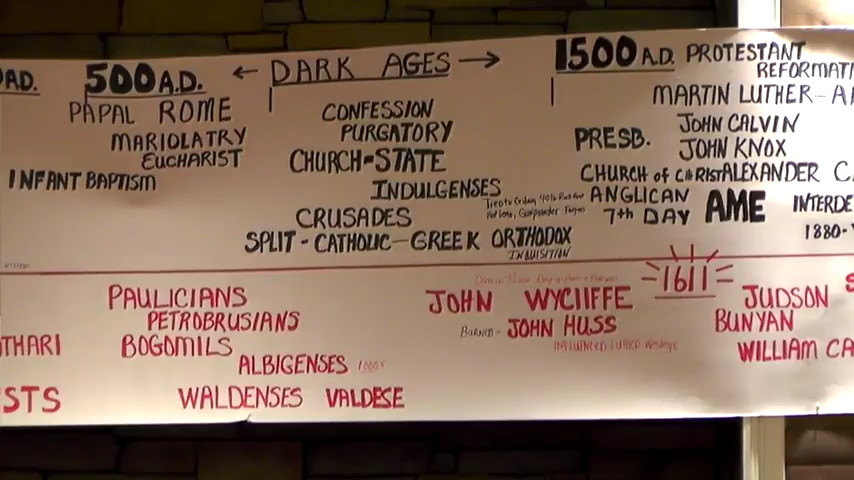 AD. 500 A.D. ← DARK AGES → 1500 A.D. PROTESTANT
REFORMATI
PAPAL ROME CONFESSION MARTIN LUTHER-A
MARIOLATRY PURGATORY PRESB. JOHN CALVIN
EUCHARIST CHURCH=STATE JOHN KNOX
INFANT BAPTISM INDULGENSES CHURCH of CHRIST ALEXANDER C
CRUSADES ANGLICAN AME INTERDE
SPLIT - CATHOLIC - GREEK ORTHODOX 7th DAY 1880-
INQUISITION
PAULICIANS JOHN WYCLIFFE 1611 JUDSON S
PETROBRUSIANS BURNED - JOHN HUSS BUNYAN
THARI BOGOMILS INFLUENCED LUTHER WESLEYS WILLIAM CA
ALBIGENSES
STS WALDENSES VALDESE